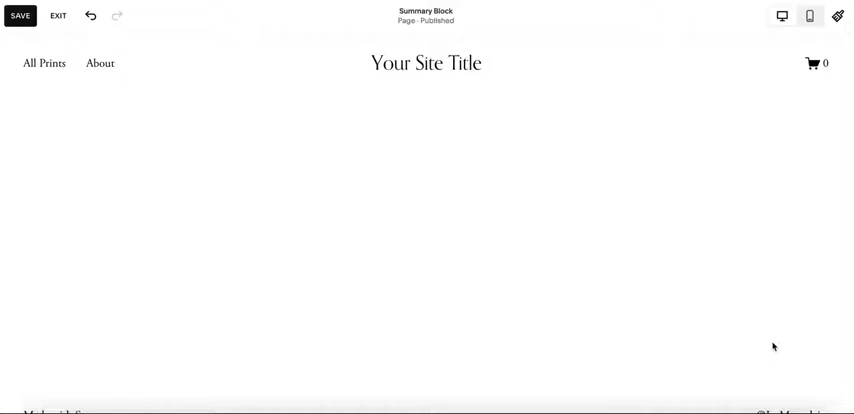 SAVE EXIT
Summary Block
Page · Published
All Prints About Your Site Title 0